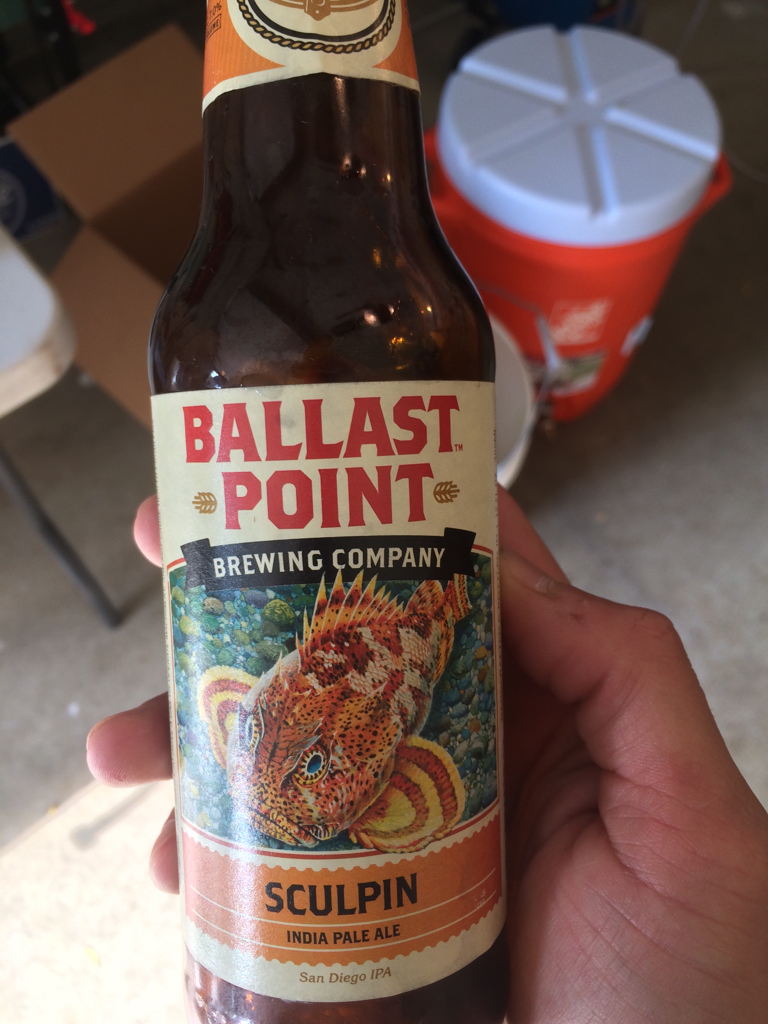 BALLAST
POINT
BREWING COMPANY
SCULPIN
INDIA PALE ALE
San Diego IPA